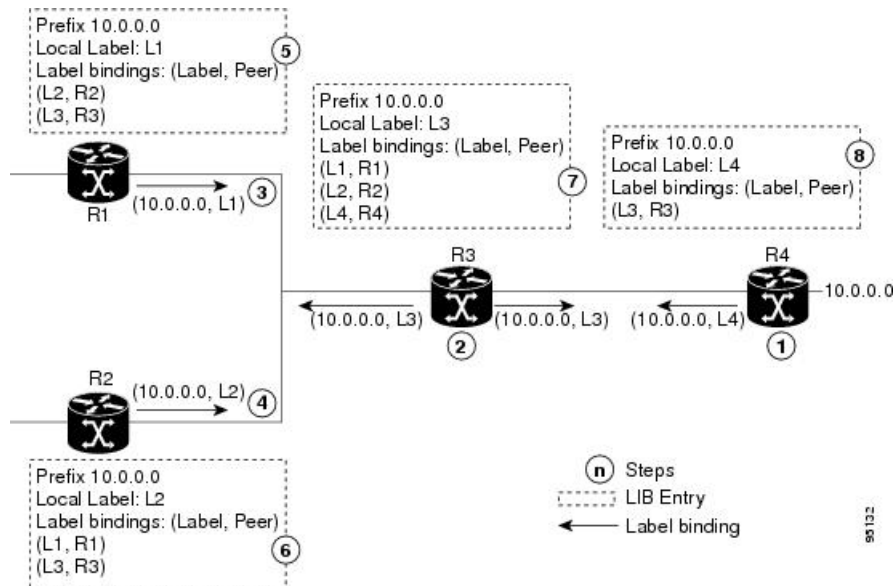 Prefix 10.0.0.0
Local Label: L1
Label bindings: (Label, Peer)
(L2, R2)
(L3, R3)
5
R1
(10.0.0.0, L1)
3
Prefix 10.0.0.0
Local Label: L3
Label bindings: (Label, Peer)
(L1, R1)
(L2, R2)
(L4, R4)
7
Prefix 10.0.0.0
Local Label: L4
Label bindings: (Label, Peer)
(L3, R3)
8
R3
R4
10.0.0.0
(10.0.0.0, L3)
(10.0.0.0, L3)
(10.0.0.0, L4)
2
1
R2
(10.0.0.0, L2)
4
Prefix 10.0.0.0
Local Label: L2
Label bindings: (Label, Peer)
(L1, R1)
(L3, R3)
6
n Steps
LIB Entry
Label binding
95132